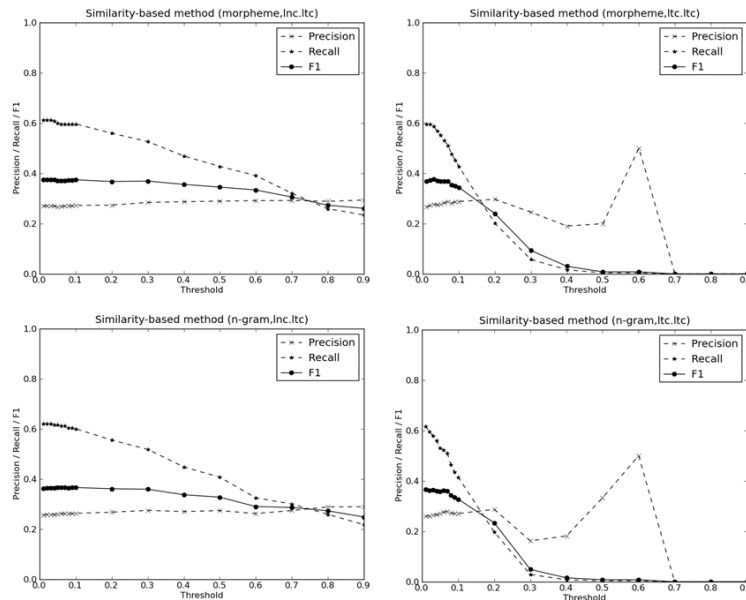 Similarity-based method (morpheme,lnc.ltc)
1.0
0.8
0.6
0.4
0.2
0.0
Precision / Recall / F1
Precision
Recall
F1
0.0 0.1 0.2 0.3 0.4 0.5 0.6 0.7 0.8 0.9
Threshold
Similarity-based method (morpheme,ltc.ltc)
1.0
0.8
0.6
0.4
0.2
0.0
Precision / Recall / F1
Precision
Recall
F1
0.0 0.1 0.2 0.3 0.4 0.5 0.6 0.7 0.8 0.9
Threshold
Similarity-based method (n-gram,lnc.ltc)
1.0
0.8
0.6
0.4
0.2
0.0
Precision / Recall / F1
Precision
Recall
F1
0.0 0.1 0.2 0.3 0.4 0.5 0.6 0.7 0.8 0.9
Threshold
Similarity-based method (n-gram,ltc.ltc)
1.0
0.8
0.6
0.4
0.2
0.0
Precision / Recall / F1
Precision
Recall
F1
0.0 0.1 0.2 0.3 0.4 0.5 0.6 0.7 0.8 0.9
Threshold